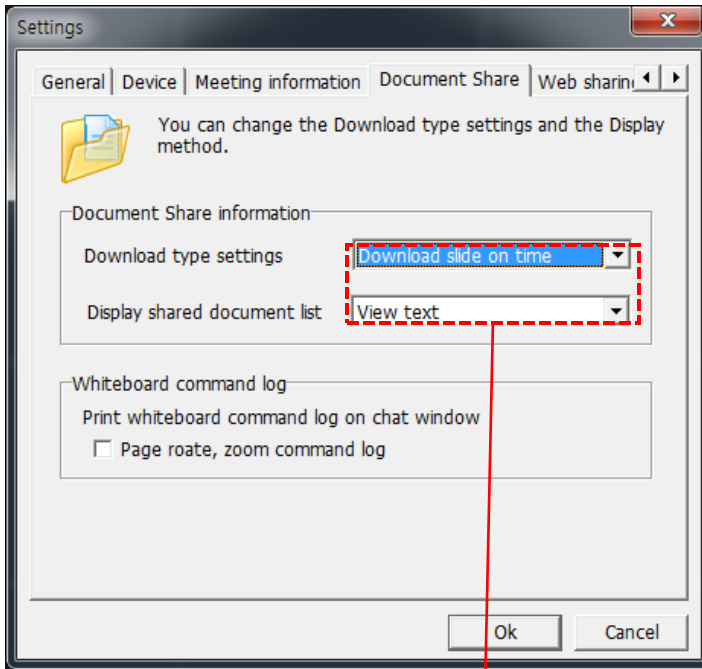 Settings
General Device Meeting information Document Share Web sharin
You can change the Download type settings and the Display
method.
Document Share information
Download type settings Download slide on time
Display shared document list View text
Whiteboard command log
Print whiteboard command log on chat window
Page roate, zoom command log
Ok Cancel